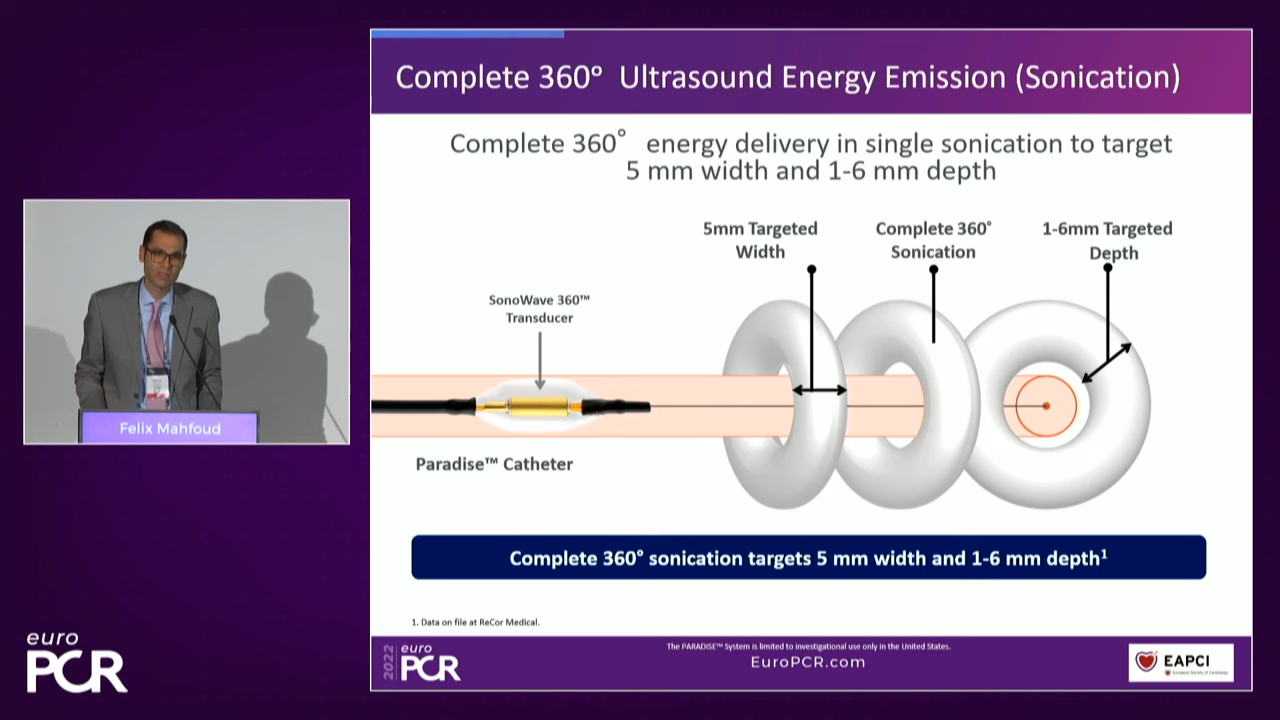 Complete 360° Ultrasound Energy Emission (Sonication)
Complete 360° energy delivery in single sonication to target
5 mm width and 1-6 mm depth
5mm Targeted
Width
Complete 360°
Sonication
1-6mm Targeted
Depth
SonoWave 360™
Transducer
Paradise™ Catheter
Complete 360° sonication targets 5 mm width and 1-6 mm depth¹
1. Data on file at ReCor Medical.
Felix Mahfoud
euro
PCR
2022
euro
PCR
The PARADISE™ System is limited to investigational use only in the United States.
EuroPCR.com
EAPCI
European Society of Cardiology